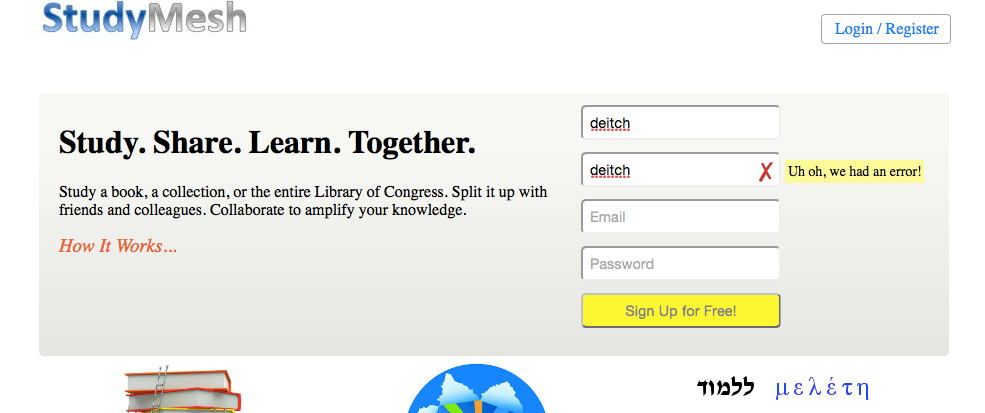 StudyMesh
Login / Register
Study. Share. Learn. Together.
Study a book, a collection, or the entire Library of Congress. Split it up with
friends and colleagues. Collaborate to amplify your knowledge.
How It Works...
deitch
deitch
Uh oh, we had an error!
Email
Password
Sign Up for Free!
ללמוד
μελέτη